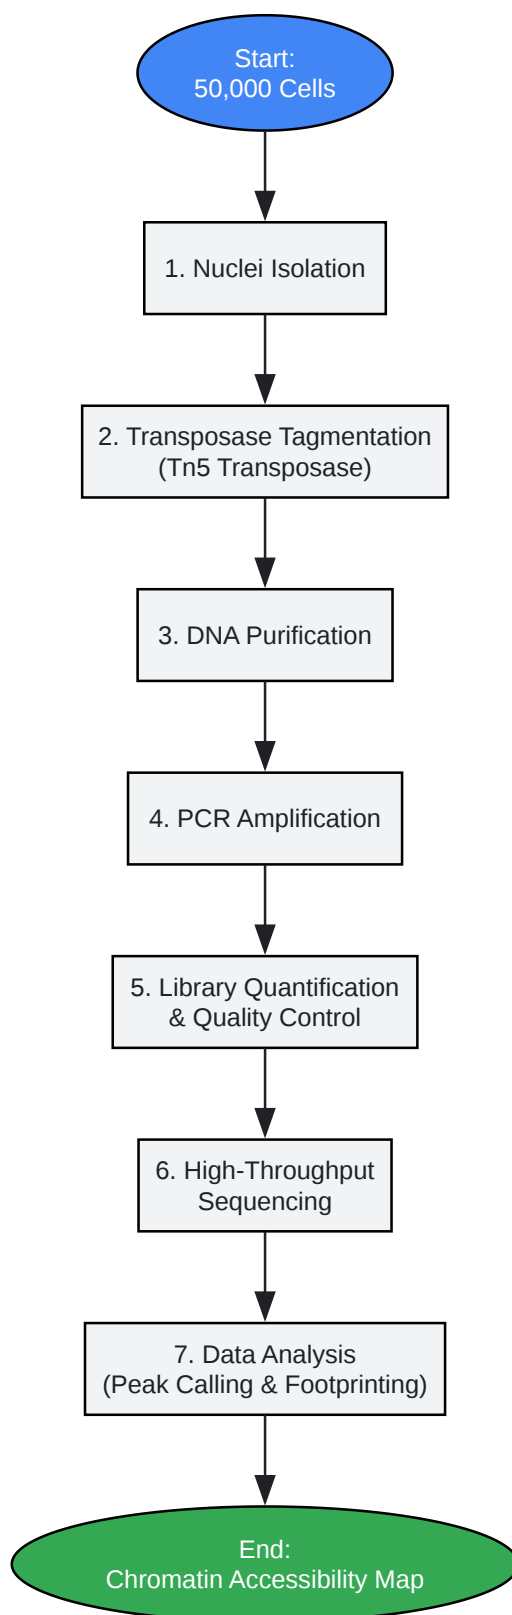 Start:
50,000 Cells
1. Nuclei Isolation
2. Transposase Tagmentation
(Tn5 Transposase)
3. DNA Purification
4. PCR Amplification
5. Library Quantification
& Quality Control
6. High-Throughput
Sequencing
7. Data Analysis
(Peak Calling & Footprinting)
End:
Chromatin Accessibility Map